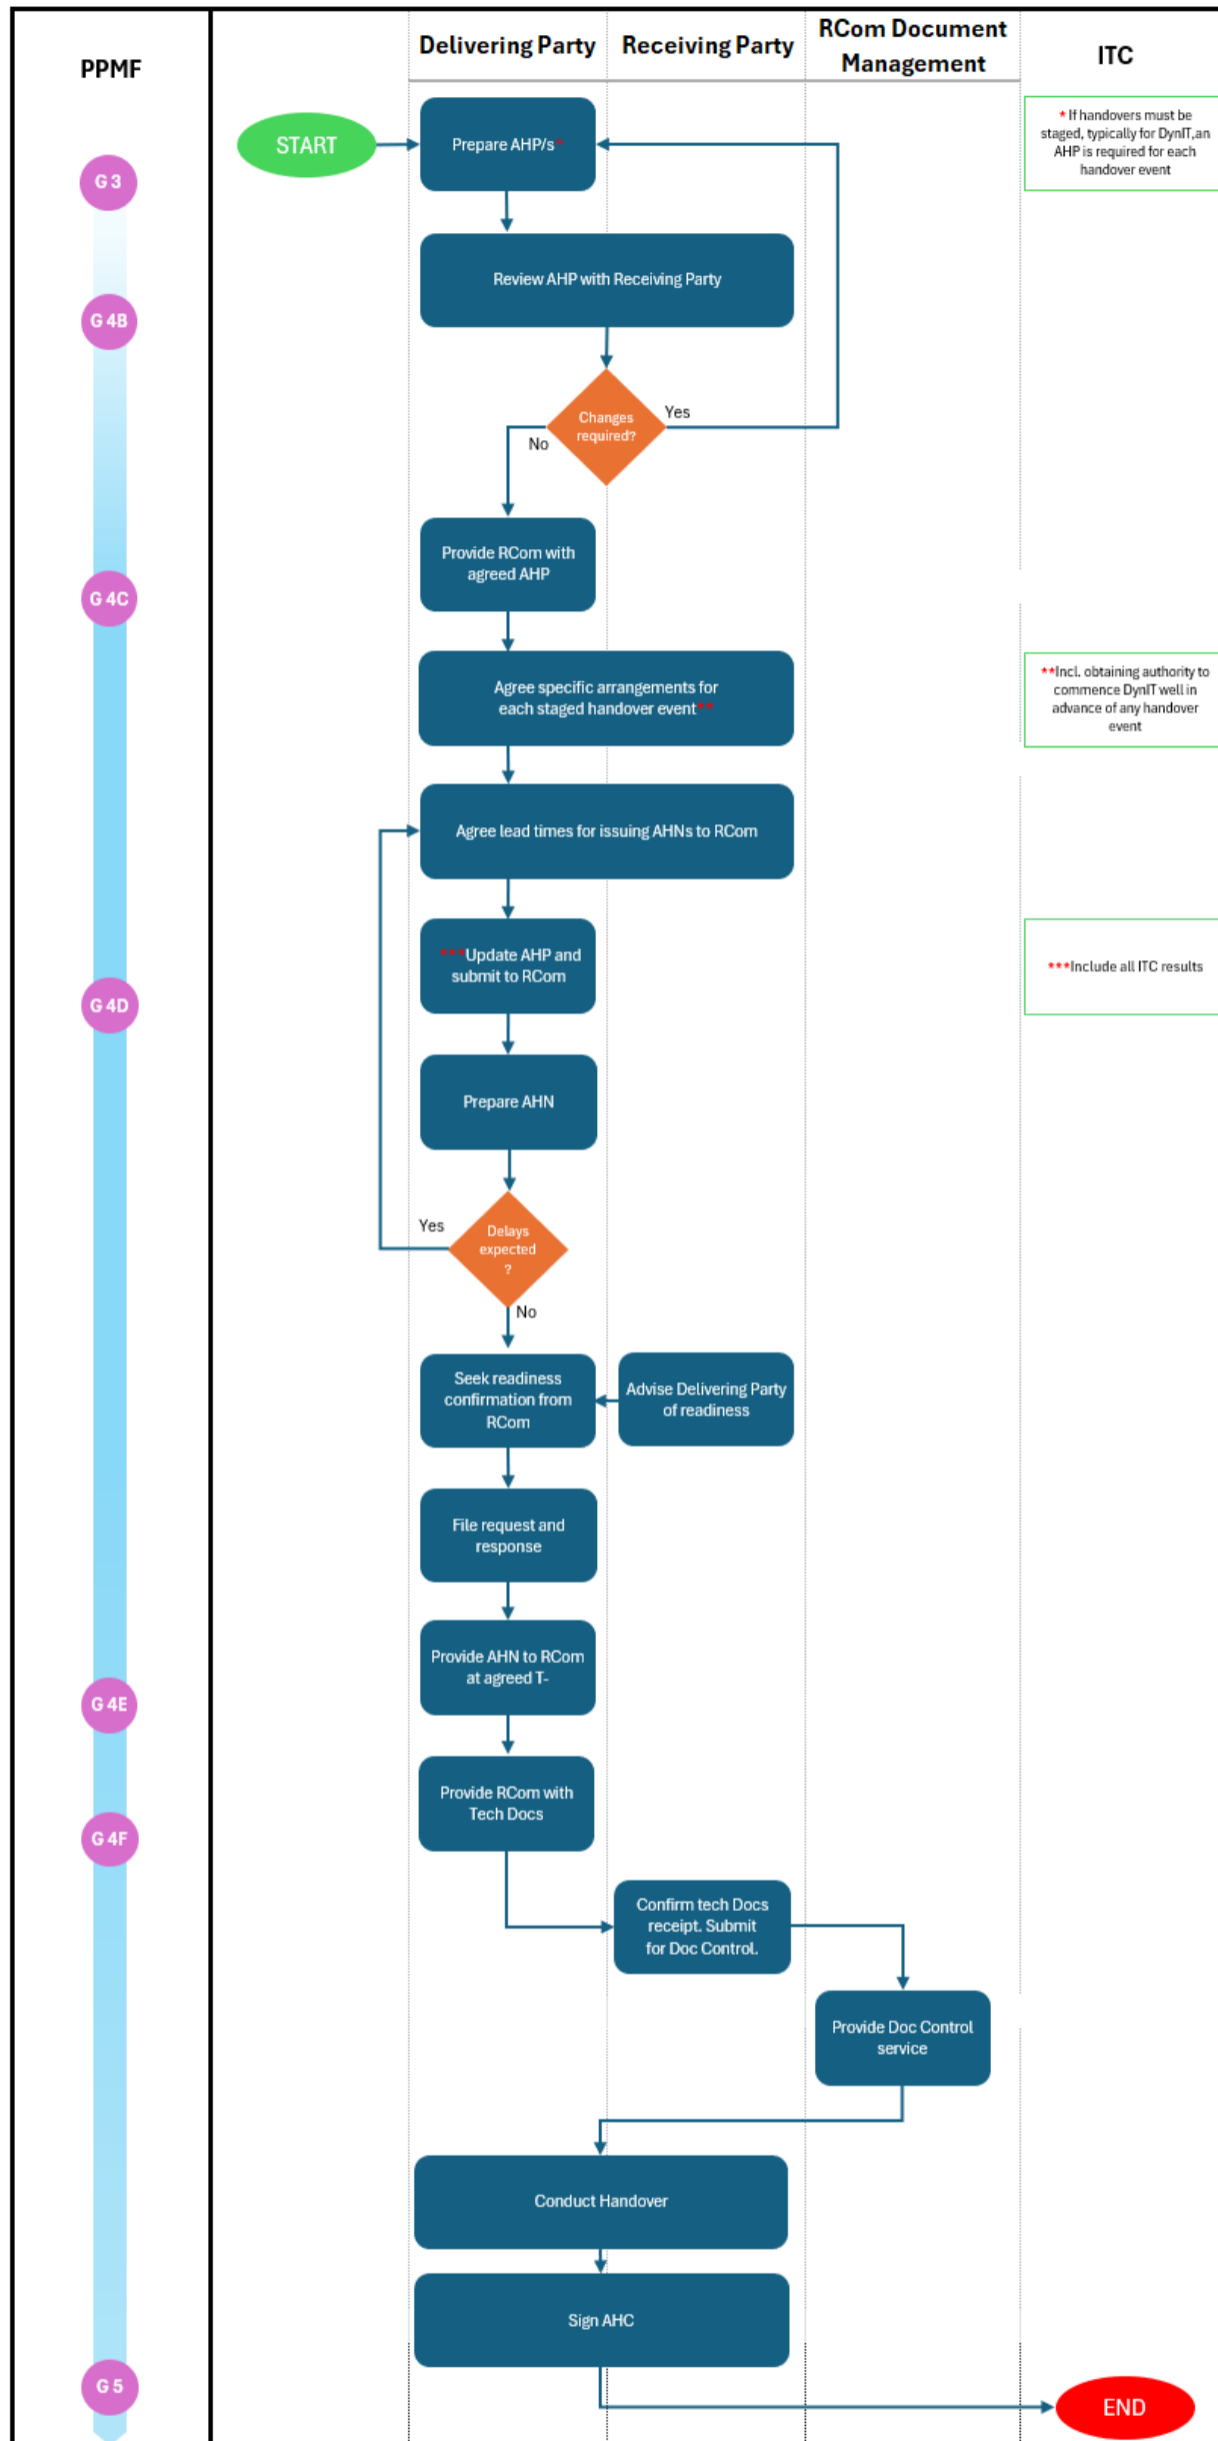 PPMF
Delivering Party
Receiving Party
RCom Document
Management
ITC
START
Prepare AHP/s*
* If handovers must be
staged, typically for DynIT,an
AHP is required for each
handover event
G 3
Review AHP with Receiving Party
G 4B
Changes
required?
Yes
No
Provide RCom with
agreed AHP
G 4C
Agree specific arrangements for
each staged handover event**
**Incl. obtaining authority to
commence DynIT well in
advance of any handover
event
Agree lead times for issuing AHNs to RCom
***Update AHP and
submit to RCom
***Include all ITC results
G 4D
Prepare AHN
Yes
Delays
expected
?
No
Seek readiness
confirmation from
RCom
Advise Delivering Party
of readiness
File request and
response
Provide AHN to RCom
at agreed T-
G 4E
Provide RCom with
Tech Docs
G 4F
Confirm tech Docs
receipt. Submit
for Doc Control.
Provide Doc Control
service
Conduct Handover
Sign AHC
G 5
END